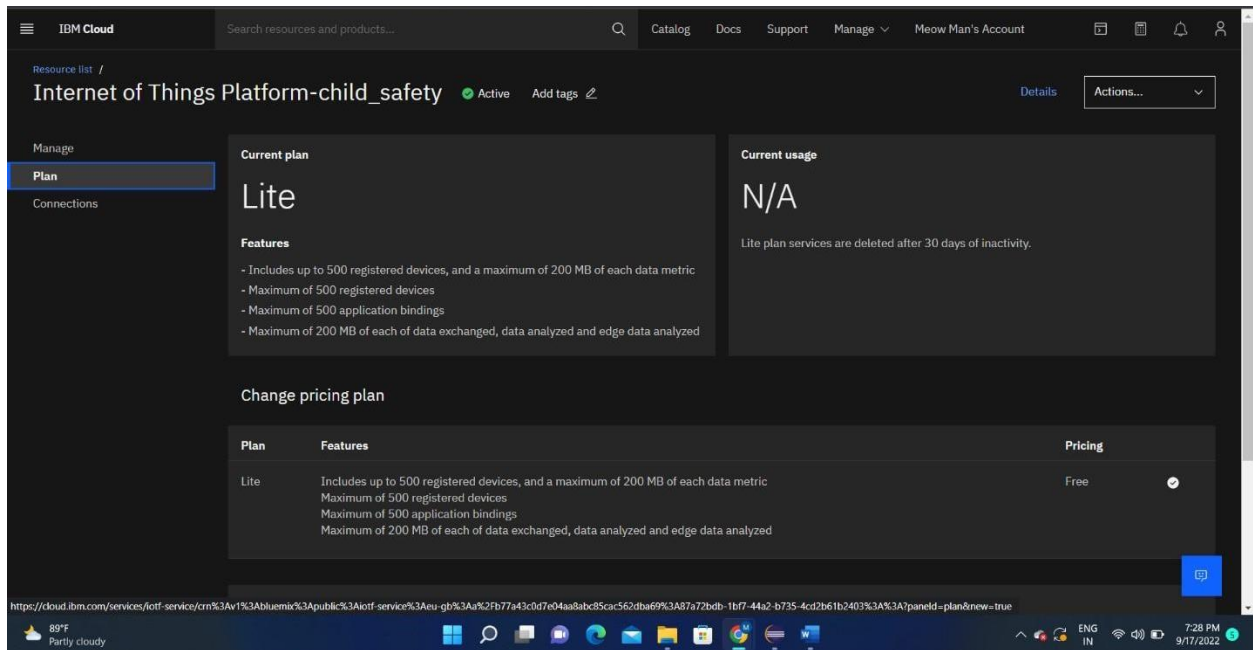 IBM Cloud
Search resources and products...
Catalog
Docs
Support
Manage
Meow Man's Account
Resource list /
Internet of Things Platform-child_safety
Active
Add tags
Details
Actions...
Manage
Plan
Connections
Current plan
Lite
Features
- Includes up to 500 registered devices, and a maximum of 200 MB of each data metric
- Maximum of 500 registered devices
- Maximum of 500 application bindings
- Maximum of 200 MB of each of data exchanged, data analyzed and edge data analyzed
Current usage
N/A
Lite plan services are deleted after 30 days of inactivity.
Change pricing plan
Plan Features Pricing
Lite Includes up to 500 registered devices, and a maximum of 200 MB of each data metric Free
Maximum of 500 registered devices
Maximum of 500 application bindings
Maximum of 200 MB of each of data exchanged, data analyzed and edge data analyzed
https://cloud.ibm.com/services/iotf-service/crn%3Av1%3Abluemix%3Apublic%3Aiotf-service%3Aeu-gb%3Aa%2Fb77a43c0d7e04aa8abc85cac562dba69%3A87a72bdb-1bf7-44a2-b735-4cd2b61b2403%3A%3A?paneId=plan&new=true
89°F
Partly cloudy
ENG
IN
7:28 PM
9/17/2022
5